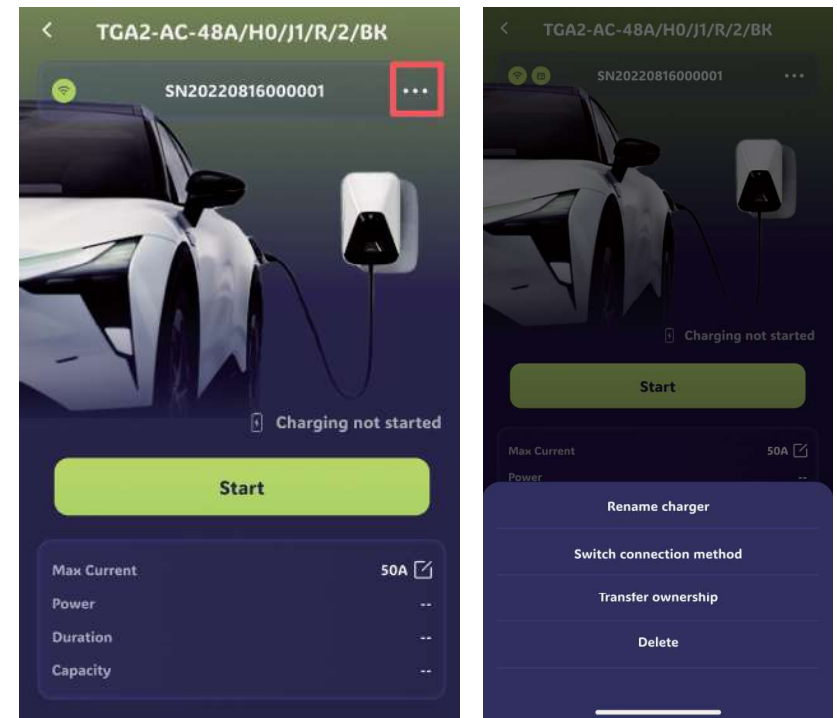 TGA2-AC-48A/H0/J1/R/2/BK
SN20220816000001
Charging not started
Start
Max Current 50A
Power --
Duration --
Capacity --
TGA2-AC-48A/H0/J1/R/2/BK
SN20220816000001
Charging not started
Start
Max Current 50A
Power --
Rename charger
Switch connection method
Transfer ownership
Delete